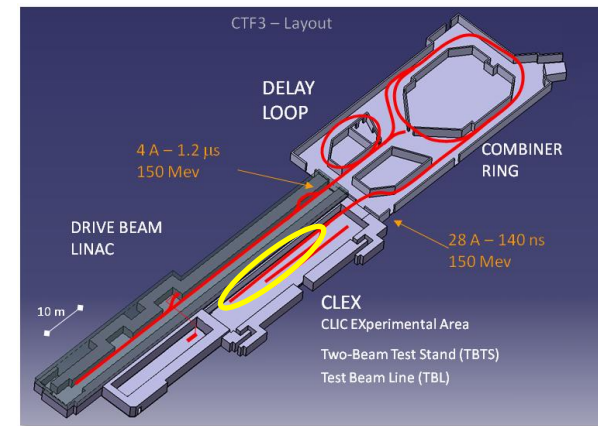 CTF3 – Layout
DELAY
LOOP
4 A – 1.2 µs
150 Mev
COMBINER
RING
DRIVE BEAM
LINAC
28 A – 140 ns
150 Mev
10 m
CLEX
CLIC EXperimental Area
Two-Beam Test Stand (TBTS)
Test Beam Line (TBL)